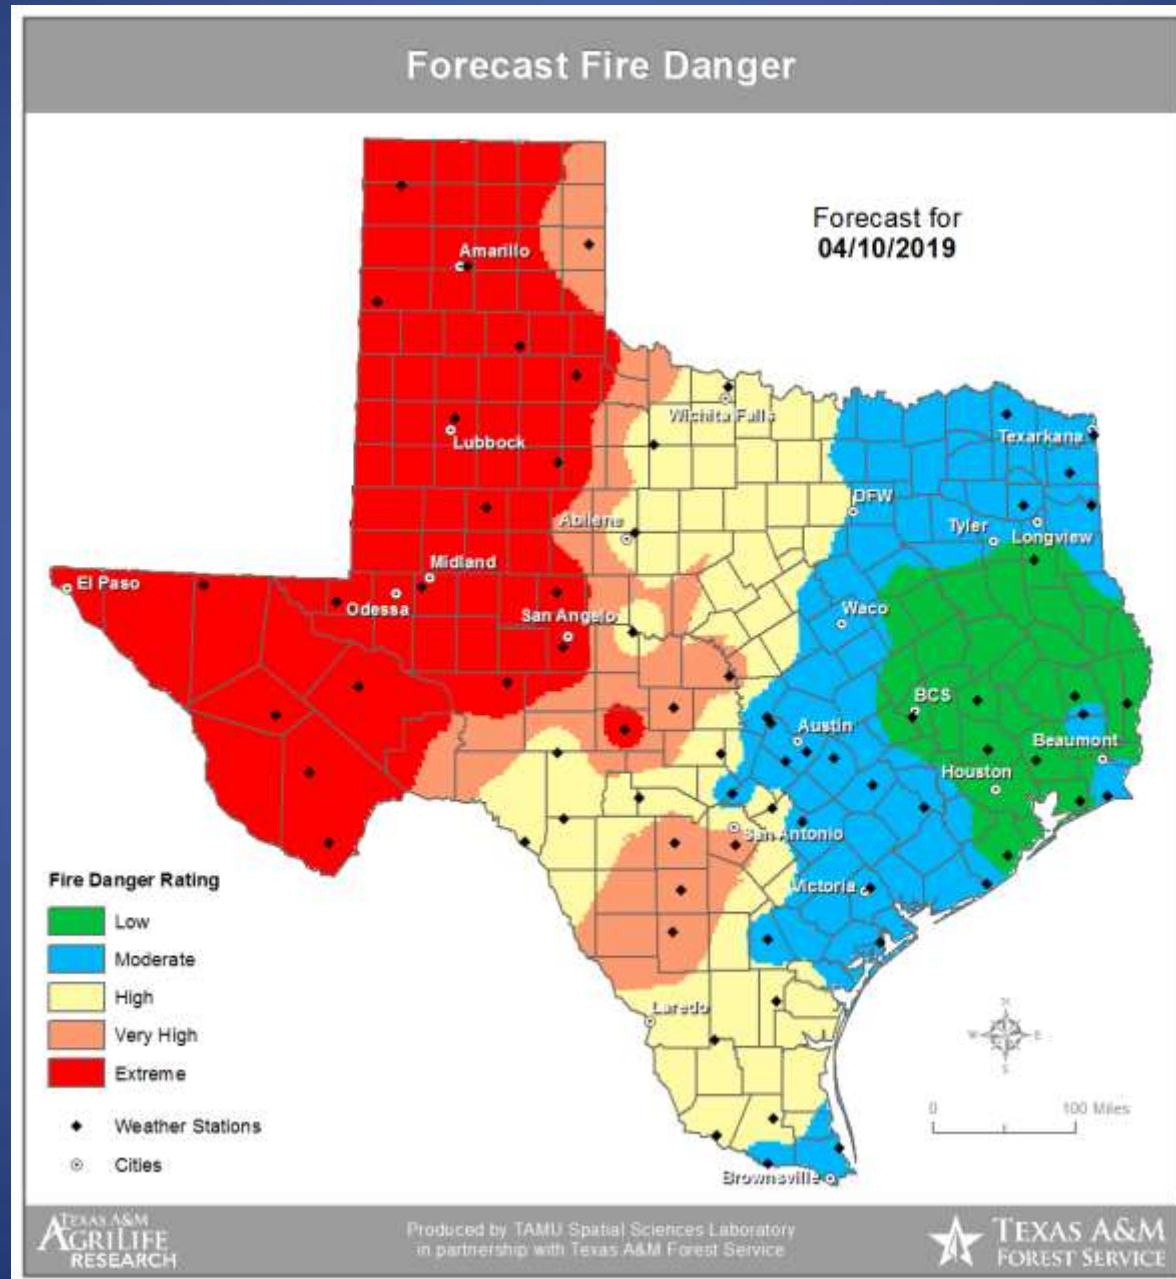 Forecast Fire Danger
Forecast for
04/10/2019
Amarillo
Wichita Falls
Lubbock
Texarkana
DFW
Abilene
Tyler
Longview
Midland
El Paso
Odessa
San Angelo
Waco
BCS
Austin
Beaumont
Houston
San Antonio
Victoria
Laredo
Brownsville
Fire Danger Rating
Low
Moderate
High
Very High
Extreme
Weather Stations
Cities
N
W E
S
0 100 Miles
TEXAS A&M
AGRILIFE
RESEARCH
Produced by TAMU Spatial Sciences Laboratory
in partnership with Texas A&M Forest Service
TEXAS A&M
FOREST SERVICE